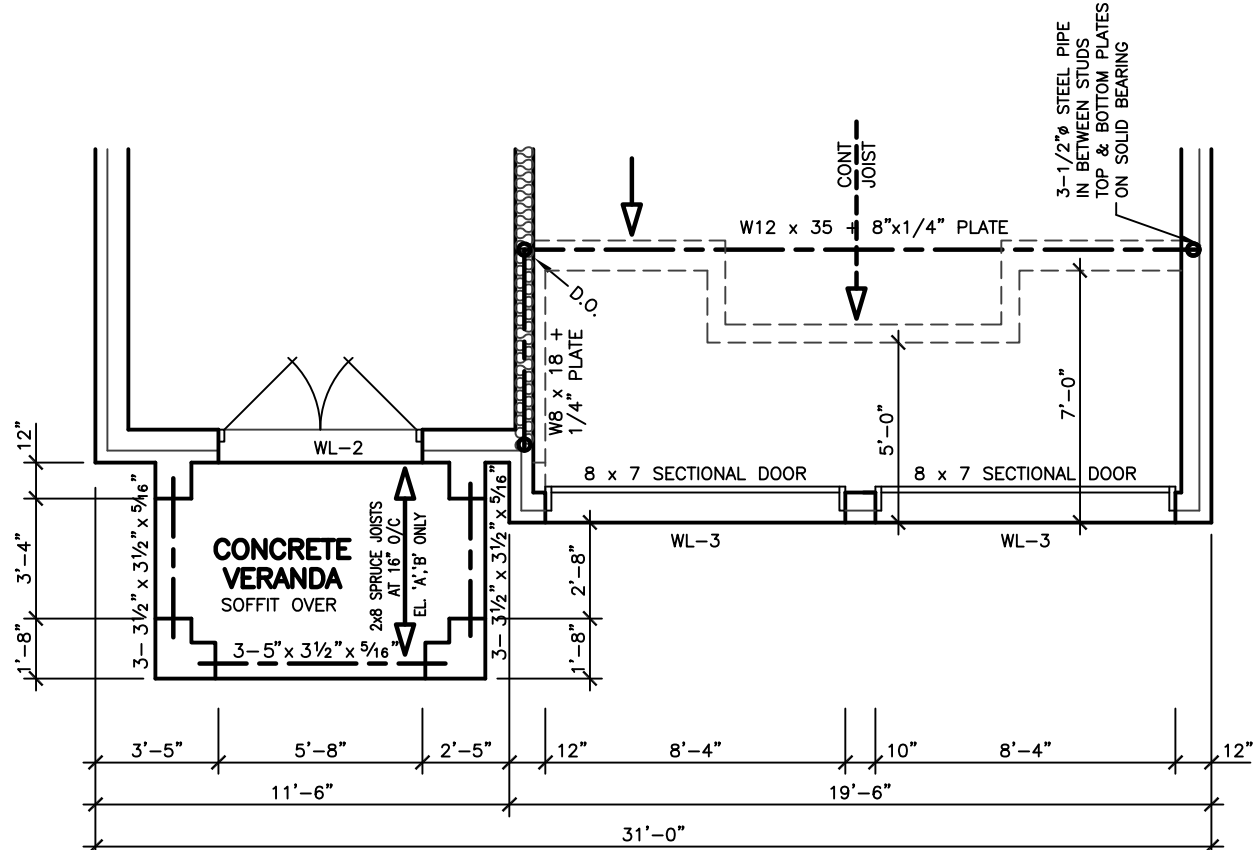 3-1/2"ø STEEL PIPE
IN BETWEEN STUDS
TOP & BOTTOM PLATES
ON SOLID BEARING
CONT
JOIST
W12 x 35 + 8"x1/4" PLATE
D.O.
W8 x 18 +
1/4" PLATE
5'-0"
7'-0"
12"
WL-2
8 x 7 SECTIONAL DOOR
8 x 7 SECTIONAL DOOR
WL-3
WL-3
3'-4"
1'-8"
3- 3½" x 3½" x 5/16"
CONCRETE
VERANDA
SOFFIT OVER
2x8 SPRUCE JOISTS
AT 16" O/C
EL. 'A','B' ONLY
3- 3½" x 3½" x 5/16"
3-5" x 3½" x 5/16"
2'-8"
1'-8"
3'-5"
5'-8"
2'-5"
12"
8'-4"
10"
8'-4"
12"
11'-6"
19'-6"
31'-0"